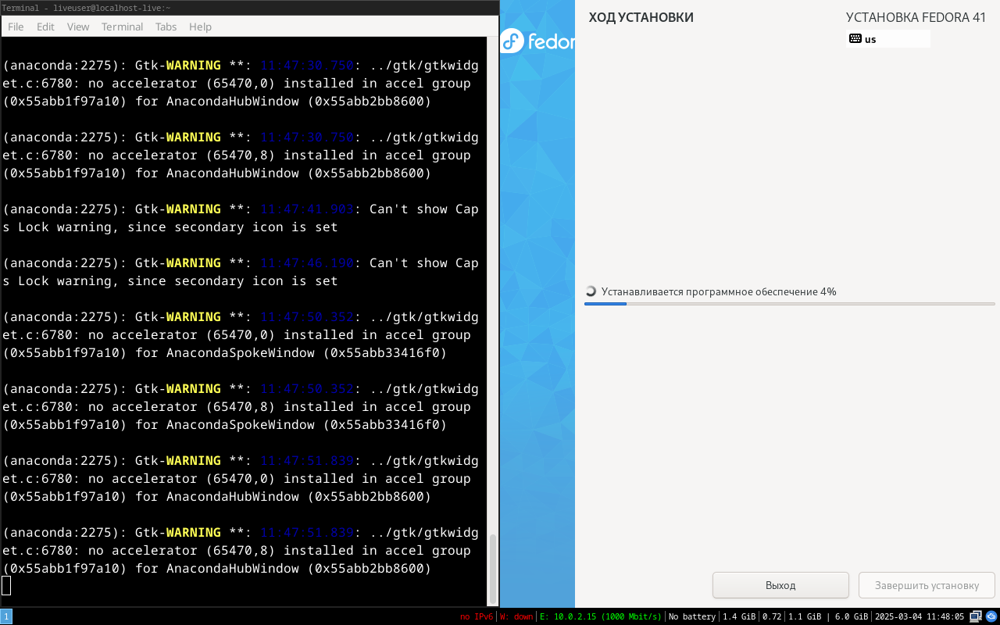 Terminal - liveuser@localhost-live:~
File Edit View Terminal Tabs Help
(anaconda:2275): Gtk-WARNING **: 11:47:30.750: ../gtk/gtkwidg
et.c:6780: no accelerator (65470,0) installed in accel group
(0x55abb1f97a10) for AnacondaHubWindow (0x55abb2bb8600)
(anaconda:2275): Gtk-WARNING **: 11:47:30.750: ../gtk/gtkwidg
et.c:6780: no accelerator (65470,8) installed in accel group
(0x55abb1f97a10) for AnacondaHubWindow (0x55abb2bb8600)
(anaconda:2275): Gtk-WARNING **: 11:47:41.903: Can't show Cap
s Lock warning, since secondary icon is set
(anaconda:2275): Gtk-WARNING **: 11:47:46.190: Can't show Cap
s Lock warning, since secondary icon is set
(anaconda:2275): Gtk-WARNING **: 11:47:50.352: ../gtk/gtkwidg
et.c:6780: no accelerator (65470,0) installed in accel group
(0x55abb1f97a10) for AnacondaSpokeWindow (0x55abb33416f0)
(anaconda:2275): Gtk-WARNING **: 11:47:50.352: ../gtk/gtkwidg
et.c:6780: no accelerator (65470,8) installed in accel group
(0x55abb1f97a10) for AnacondaSpokeWindow (0x55abb33416f0)
(anaconda:2275): Gtk-WARNING **: 11:47:51.839: ../gtk/gtkwidg
et.c:6780: no accelerator (65470,0) installed in accel group
(0x55abb1f97a10) for AnacondaHubWindow (0x55abb2bb8600)
(anaconda:2275): Gtk-WARNING **: 11:47:51.839: ../gtk/gtkwidg
et.c:6780: no accelerator (65470,8) installed in accel group
(0x55abb1f97a10) for AnacondaHubWindow (0x55abb2bb8600)
fedor
ХОД УСТАНОВКИ
УСТАНОВКА FEDORA 41
us
Устанавливается программное обеспечение 4%
Выход
Завершить установку
1
no IPv6 | W: down | E: 10.0.2.15 (1000 Mbit/s) | No battery | 1.4 GiB | 0.72 | 1.1 GiB | 6.0 GiB | 2025-03-04 11:48:05